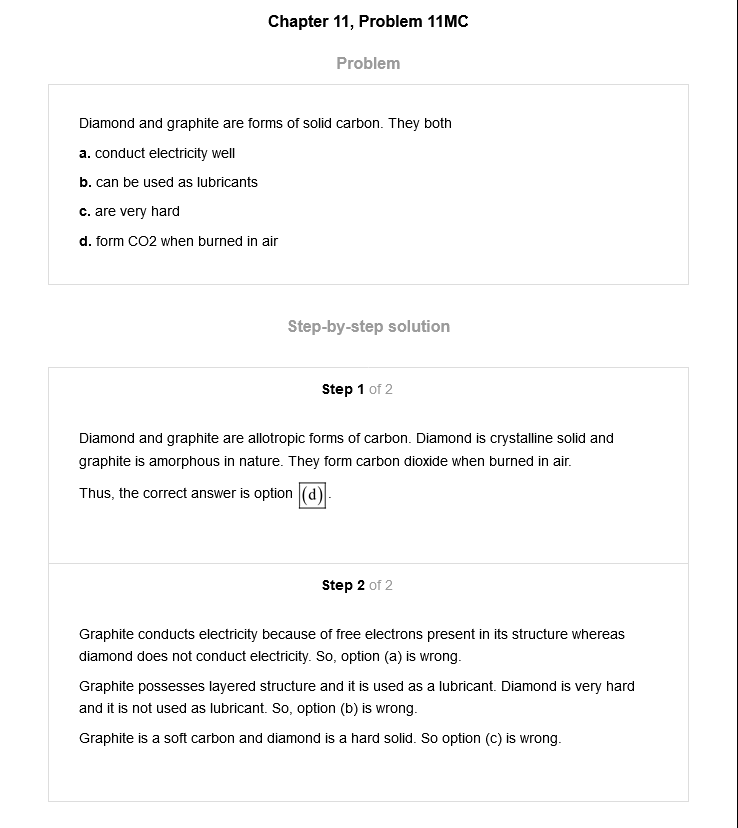 Chapter 11, Problem 11MC
Problem
Diamond and graphite are forms of solid carbon. They both
a. conduct electricity well
b. can be used as lubricants
c. are very hard
d. form CO2 when burned in air
Step-by-step solution
Step 1 of 2
Diamond and graphite are allotropic forms of carbon. Diamond is crystalline solid and
graphite is amorphous in nature. They form carbon dioxide when burned in air.
Thus, the correct answer is option (d).
Step 2 of 2
Graphite conducts electricity because of free electrons present in its structure whereas
diamond does not conduct electricity. So, option (a) is wrong.
Graphite possesses layered structure and it is used as a lubricant. Diamond is very hard
and it is not used as lubricant. So, option (b) is wrong.
Graphite is a soft carbon and diamond is a hard solid. So option (c) is wrong.